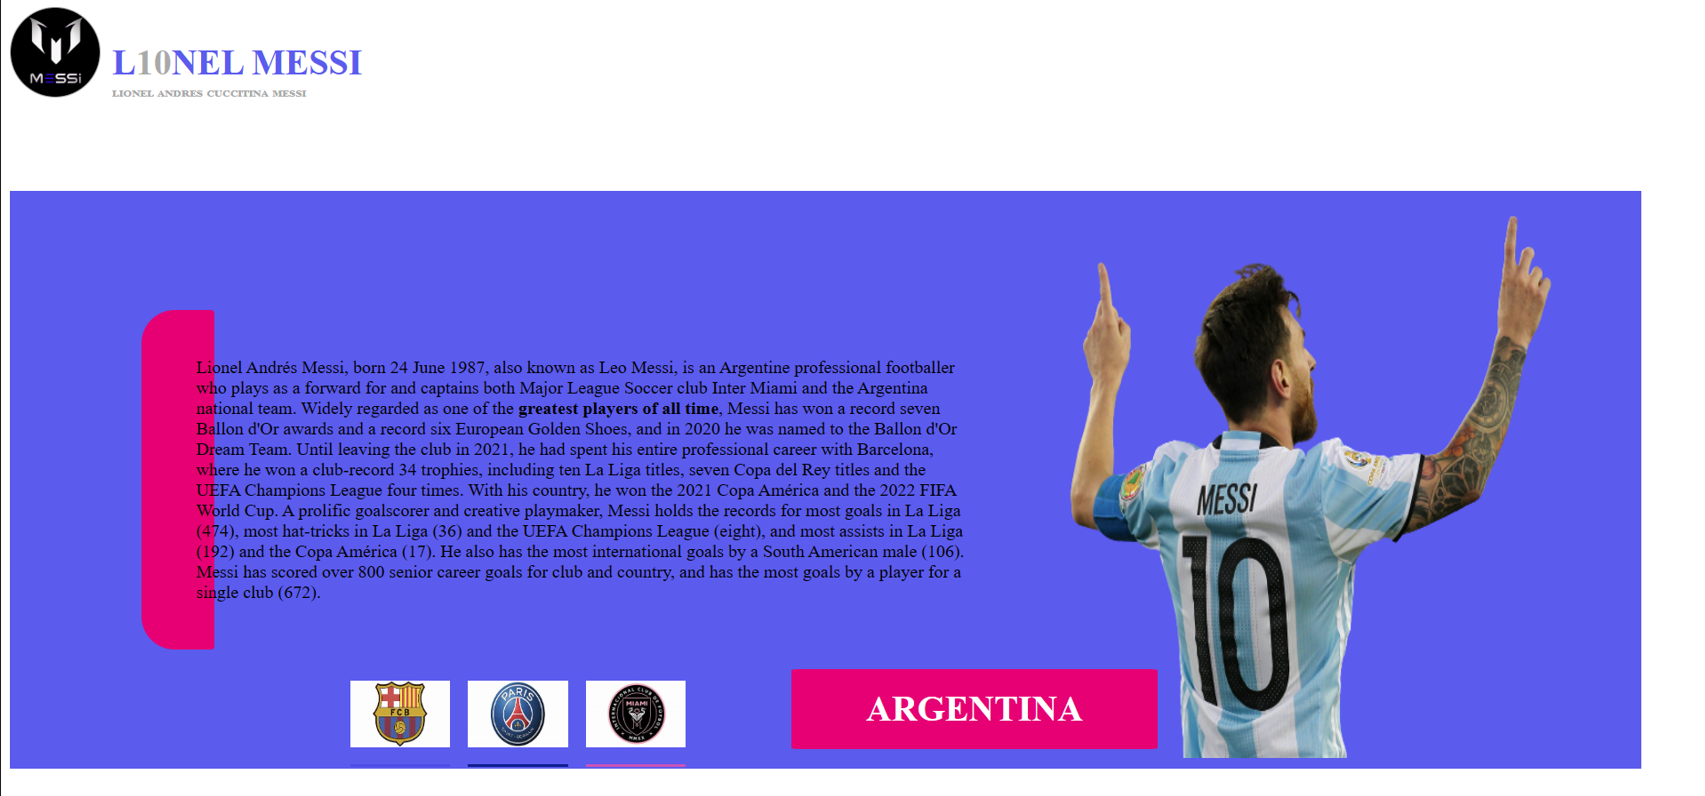 MESSi
L10NEL MESSI
LIONEL ANDRES CUCCITINA MESSI
Lionel Andrés Messi, born 24 June 1987, also known as Leo Messi, is an Argentine professional footballer
who plays as a forward for and captains both Major League Soccer club Inter Miami and the Argentina
national team. Widely regarded as one of the greatest players of all time, Messi has won a record seven
Ballon d'Or awards and a record six European Golden Shoes, and in 2020 he was named to the Ballon d'Or
Dream Team. Until leaving the club in 2021, he had spent his entire professional career with Barcelona,
where he won a club-record 34 trophies, including ten La Liga titles, seven Copa del Rey titles and the
UEFA Champions League four times. With his country, he won the 2021 Copa América and the 2022 FIFA
World Cup. A prolific goalscorer and creative playmaker, Messi holds the records for most goals in La Liga
(474), most hat-tricks in La Liga (36) and the UEFA Champions League (eight), and most assists in La Liga
(192) and the Copa América (17). He also has the most international goals by a South American male (106).
Messi has scored over 800 senior career goals for club and country, and has the most goals by a player for a
single club (672).
MESSI
10
FCB
PARIS
MIAMI
ARGENTINA